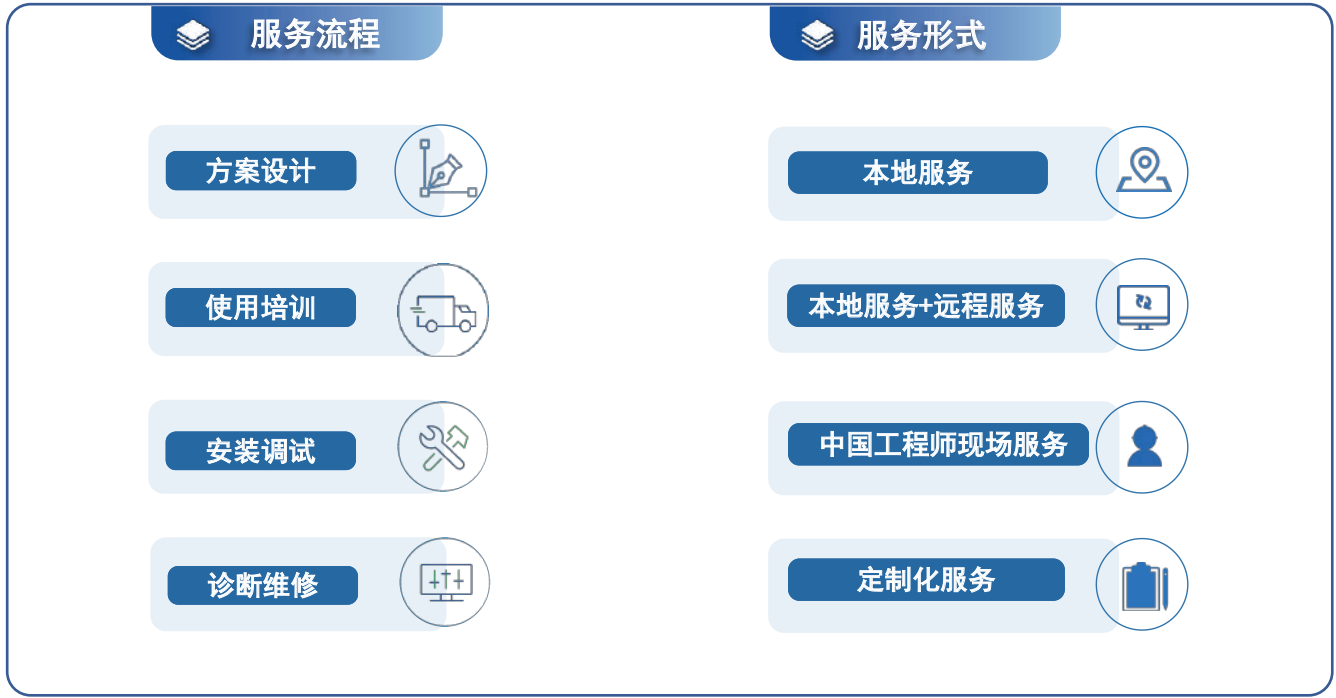 服务流程
方案设计
使用培训
安装调试
诊断维修
服务形式
本地服务
本地服务+远程服务
中国工程师现场服务
定制化服务